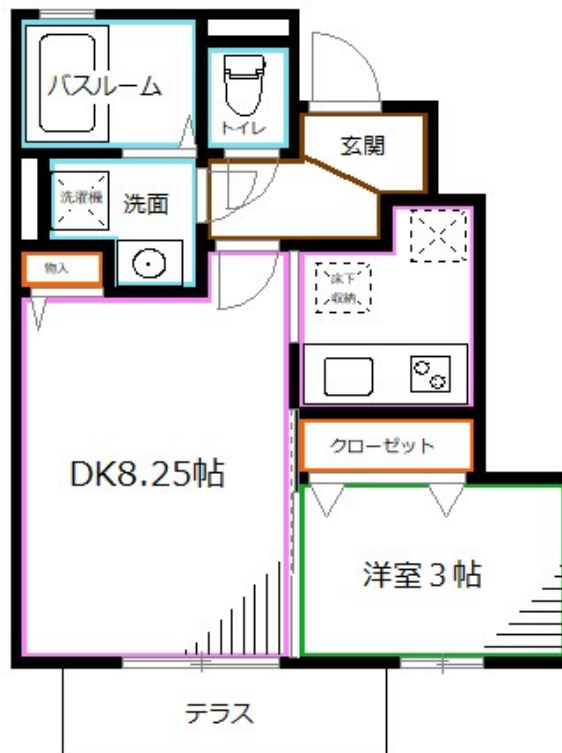 バスルーム
トイレ
玄関
洗濯機
洗面
物入
床下
収納
クローゼット
DK8.25帖
洋室３帖
テラス